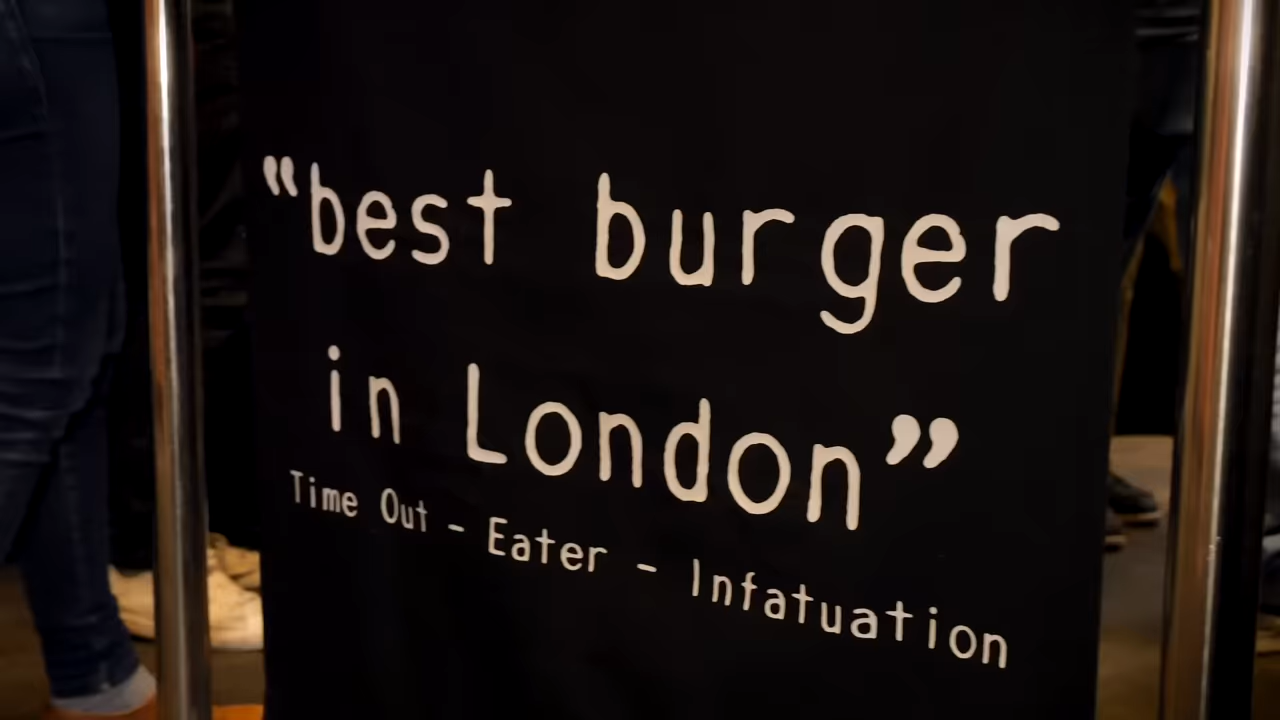 “best burger
in London”
Time Out - Eater - Infatuation